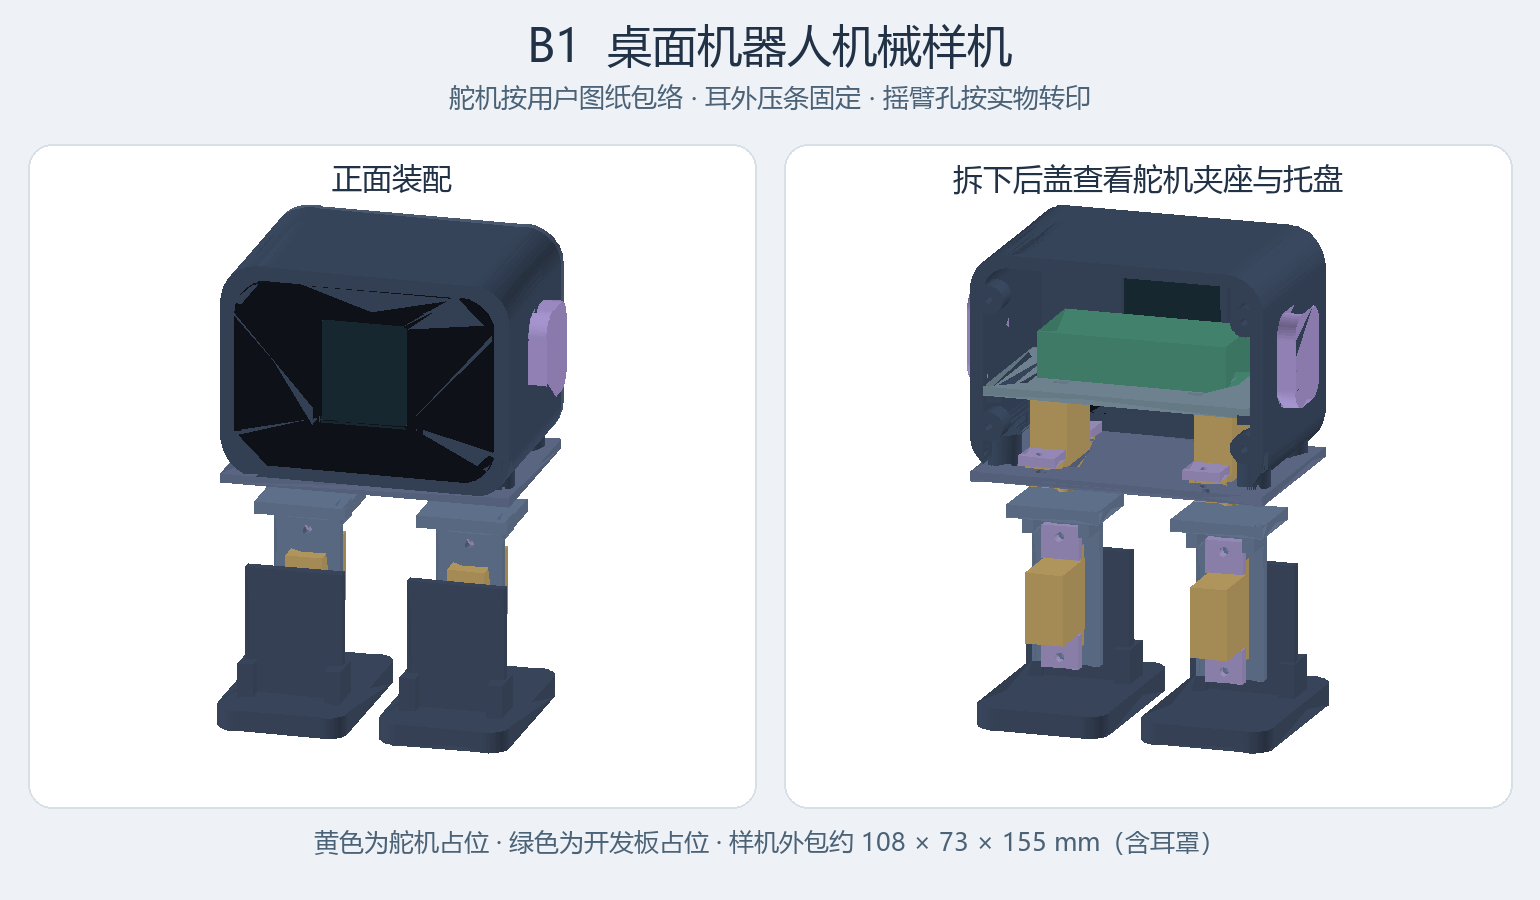 B1 桌面机器人机械样机
舵机按用户图纸包络 · 耳外压条固定 · 摇臂孔按实物转印
正面装配
拆下后盖查看舵机夹座与托盘
黄色为舵机占位 · 绿色为开发板占位 · 样机外包约 108 × 73 × 155 mm（含耳罩）